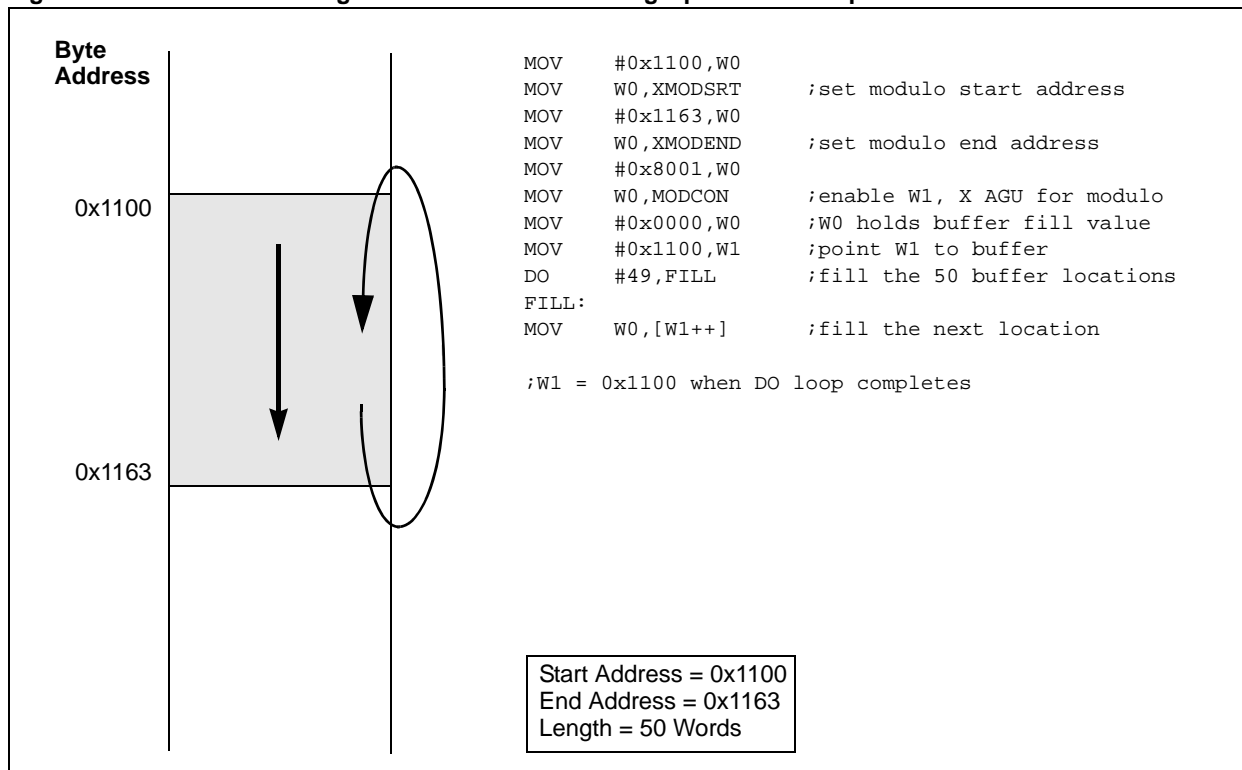 Byte
Address
0x1100
0x1163
MOV #0x1100,W0
MOV W0,XMODSRT ;set modulo start address
MOV #0x1163,W0
MOV W0,XMODEND ;set modulo end address
MOV #0x8001,W0
MOV W0,MODCON ;enable W1, X AGU for modulo
MOV #0x0000,W0 ;W0 holds buffer fill value
MOV #0x1100,W1 ;point W1 to buffer
DO #49,FILL ;fill the 50 buffer locations
FILL:
MOV W0,[W1++] ;fill the next location
;W1 = 0x1100 when DO loop completes
Start Address = 0x1100
End Address = 0x1163
Length = 50 Words